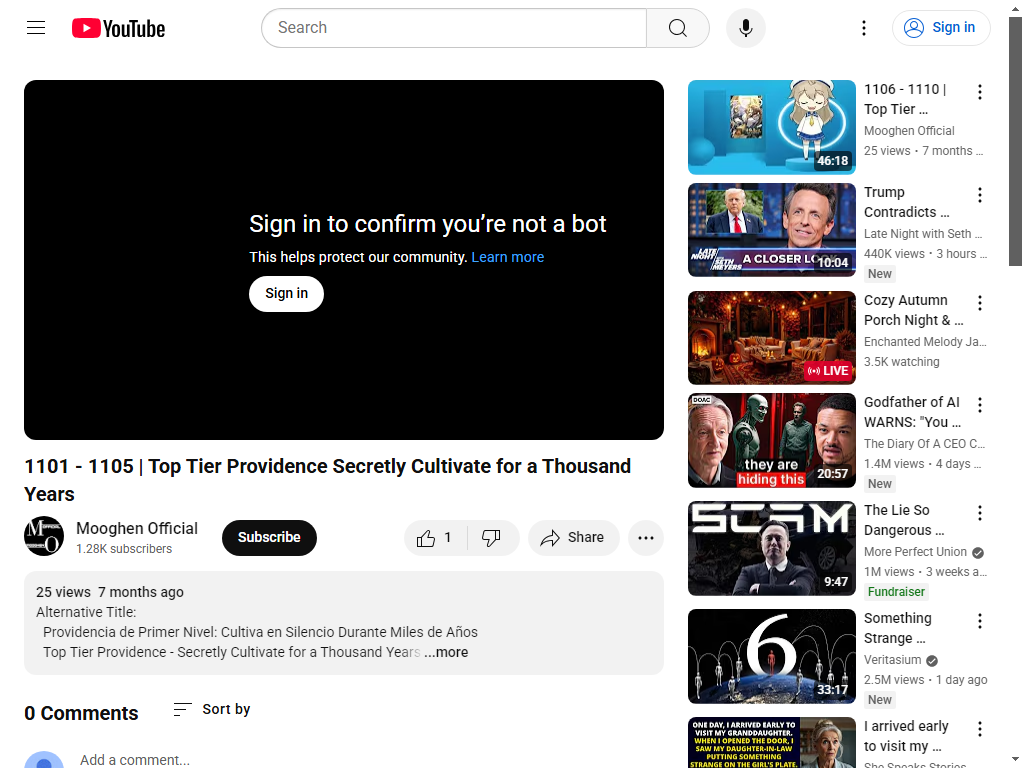 YouTube
Search
Sign in
Sign in to confirm you’re not a bot
This helps protect our community. Learn more
Sign in
1101 - 1105 | Top Tier Providence Secretly Cultivate for a Thousand
Years
Mooghen Official
1.28K subscribers
Subscribe
1
Share
25 views 7 months ago
Alternative Title:
Providencia de Primer Nivel: Cultiva en Silencio Durante Miles de Años
Top Tier Providence - Secretly Cultivate for a Thousand Years ...more
0 Comments
Sort by
Add a comment...
46:18
1106 - 1110 |
Top Tier ...
Mooghen Official
25 views • 7 months ...
LATE NIGHT
SETH MEYERS
A CLOSER LOOK
10:04
Trump
Contradicts ...
Late Night with Seth ...
440K views • 3 hours ...
New
LIVE
Cozy Autumn
Porch Night & ...
Enchanted Melody Ja...
3.5K watching
DOAC
they are
hiding this
20:57
Godfather of AI
WARNS: "You ...
The Diary Of A CEO C...
1.4M views • 4 days ...
New
SCAM
9:47
The Lie So
Dangerous ...
More Perfect Union
1M views • 3 weeks a...
Fundraiser
6
33:17
Something
Strange ...
Veritasium
2.5M views • 1 day ago
New
ONE DAY, I ARRIVED EARLY TO
VISIT MY GRANDDAUGHTER.
WHEN I OPENED THE DOOR, I
SAW MY DAUGHTER-IN-LAW
PUTTING SOMETHING
STRANGE ON THE GIRL'S PLATE.
I arrived early
to visit my ...
She Speaks Stories